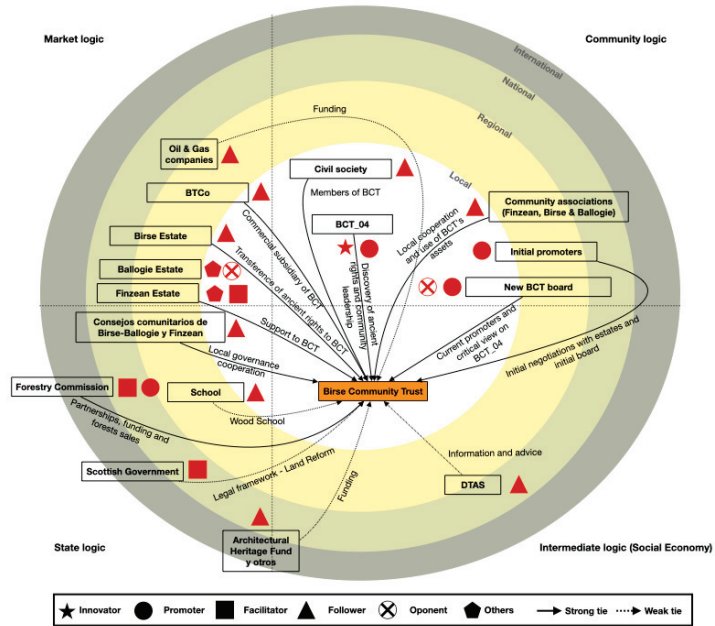 Market logic
Community logic
International
National
Regional
Local
Funding
Oil & Gas
companies
Civil society
Members of BCT
BTCo
BCT_04
Community associations
(Finzean, Birse & Ballogie)
Local cooperation
and use of BCT's
assets
Birse Estate
Initial promoters
Ballogie Estate
Finzean Estate
New BCT board
Commercial subsidiary of BCT
Transference of ancient rights to BCT
Discovery of ancient
rights and community
leadership
Consejos comunitarios de
Birse-Ballogie y Finzean
Support to BCT
Current promoters and
critical view on
BCT_04
Initial negotiations with estates and
initial board
Local governance
cooperation
Forestry Commission
School
Birse Community Trust
Wood School
Partnerships, funding and
forests sales
Scottish Government
Legal framework - Land Reform
Funding
Information and advice
DTAS
Architectural
Heritage Fund
y otros
State logic
Intermediate logic (Social Economy)
Innovator
Promoter
Facilitator
Follower
Oponent
Others
Strong tie
Weak tie